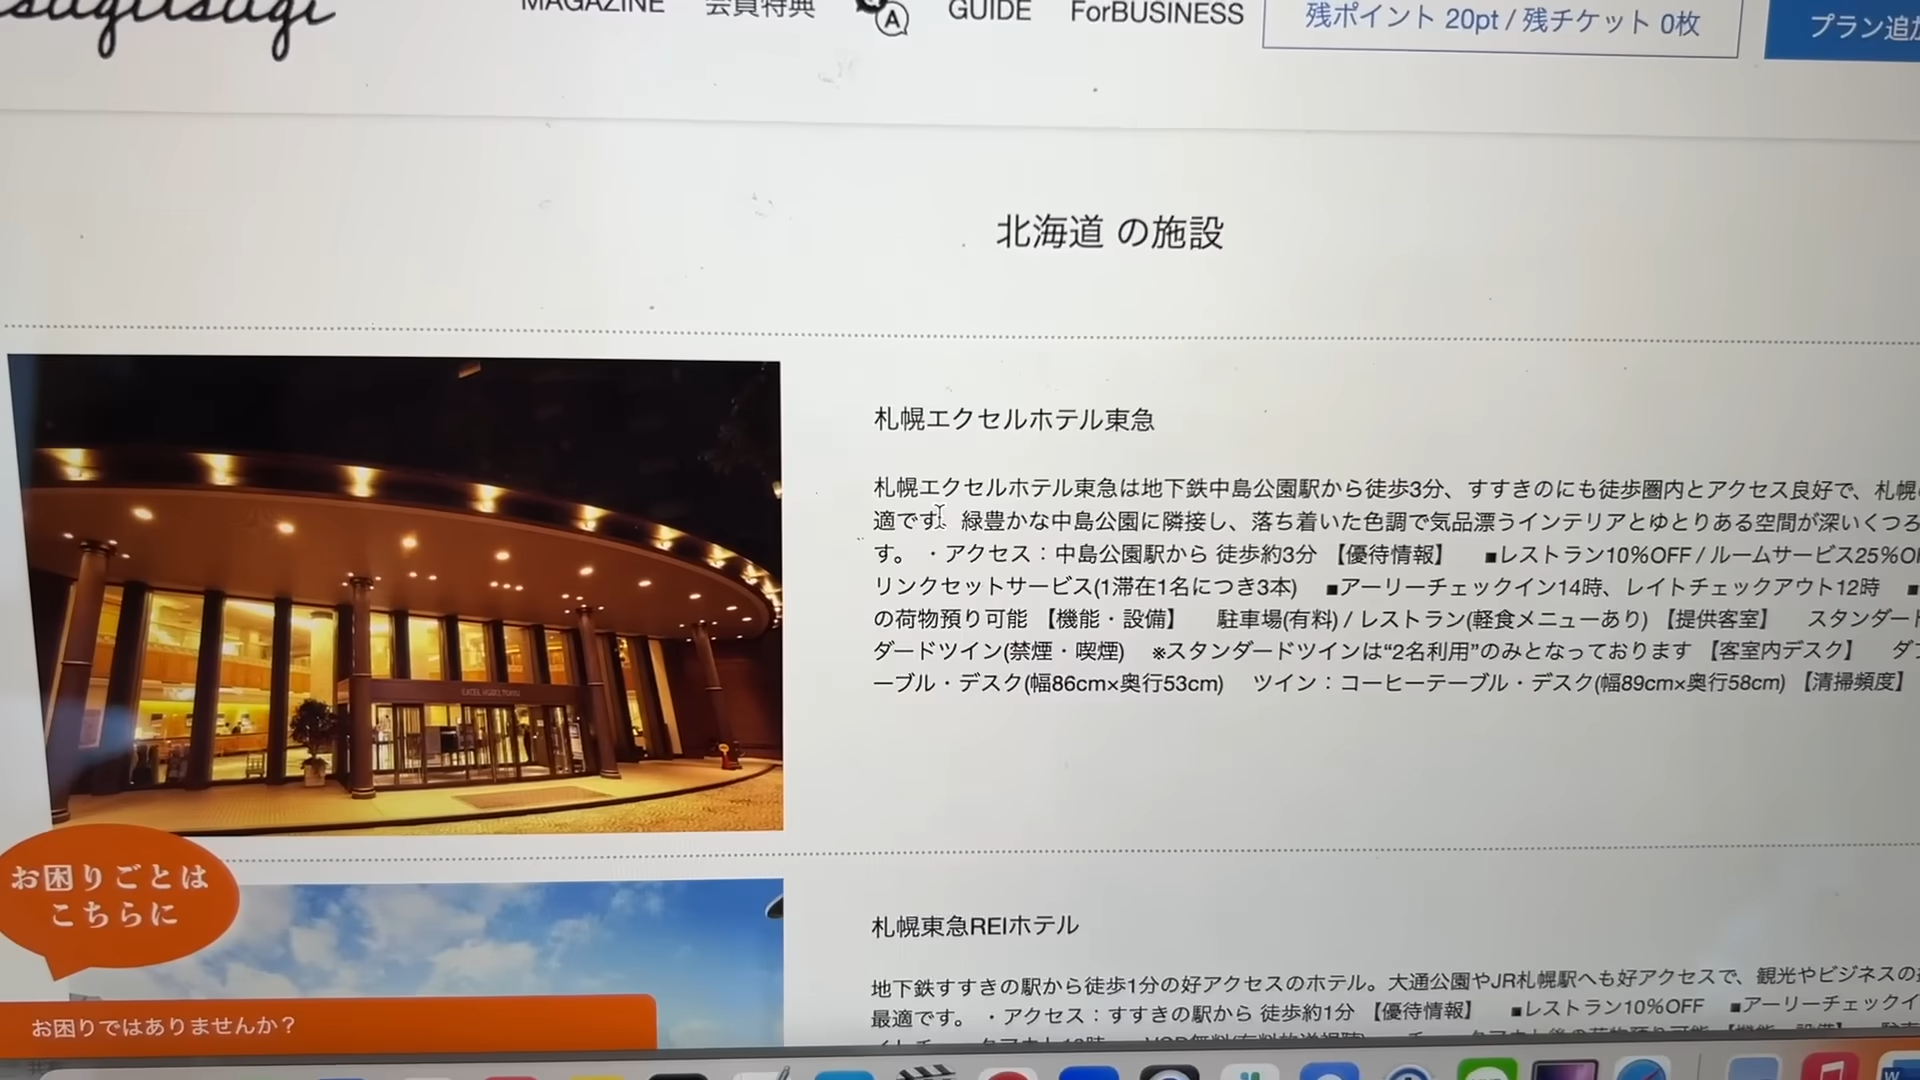 MAGAZINE 会員特典 A GUIDE ForBUSINESS 残ポイント 20pt / 残チケット 0枚 プラン追加
北海道 の施設
札幌エクセルホテル東急
札幌エクセルホテル東急は地下鉄中島公園駅から徒歩3分、すすきのにも徒歩圏内とアクセス良好で、札幌
適です。緑豊かな中島公園に隣接し、落ち着いた色調で気品漂うインテリアとゆとりある空間が深いくつろ
す。 ・アクセス：中島公園駅から 徒歩約3分 【優待情報】 ■レストラン10%OFF / ルームサービス25%OF
リンクセットサービス(1滞在1名につき3本) ■アーリーチェックイン14時、レイトチェックアウト12時 ■
の荷物預り可能 【機能・設備】 駐車場(有料) / レストラン(軽食メニューあり) 【提供客室】 スタンダード
ダードツイン(禁煙・喫煙) ※スタンダードツインは“2名利用”のみとなっております 【客室内デスク】 ダブ
ーブル・デスク(幅86cm×奥行53cm) ツイン：コーヒーテーブル・デスク(幅89cm×奥行58cm) 【清掃頻度】
EXCEL HOTEL TOKYU
お困りごとは
こちらに
札幌東急REIホテル
地下鉄すすきの駅から徒歩1分の好アクセスのホテル。大通公園やJR札幌駅へも好アクセスで、観光やビジネスの
最適です。 ・アクセス：すすきの駅から 徒歩約1分 【優待情報】 ■レストラン10%OFF ■アーリーチェックイ
お困りではありませんか？